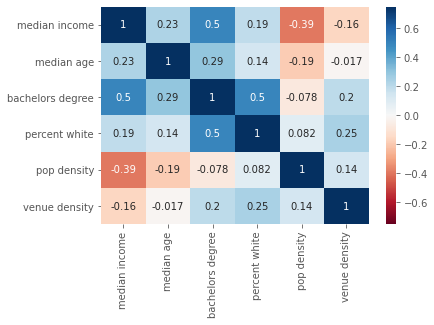 median income 1 0.23 0.5 0.19 -0.39 -0.16
median age 0.23 1 0.29 0.14 -0.19 -0.017
bachelors degree 0.5 0.29 1 0.5 -0.078 0.2
percent white 0.19 0.14 0.5 1 0.082 0.25
pop density -0.39 -0.19 -0.078 0.082 1 0.14
venue density -0.16 -0.017 0.2 0.25 0.14 1
median income
median age
bachelors degree
percent white
pop density
venue density
0.6
0.4
0.2
0.0
-0.2
-0.4
-0.6